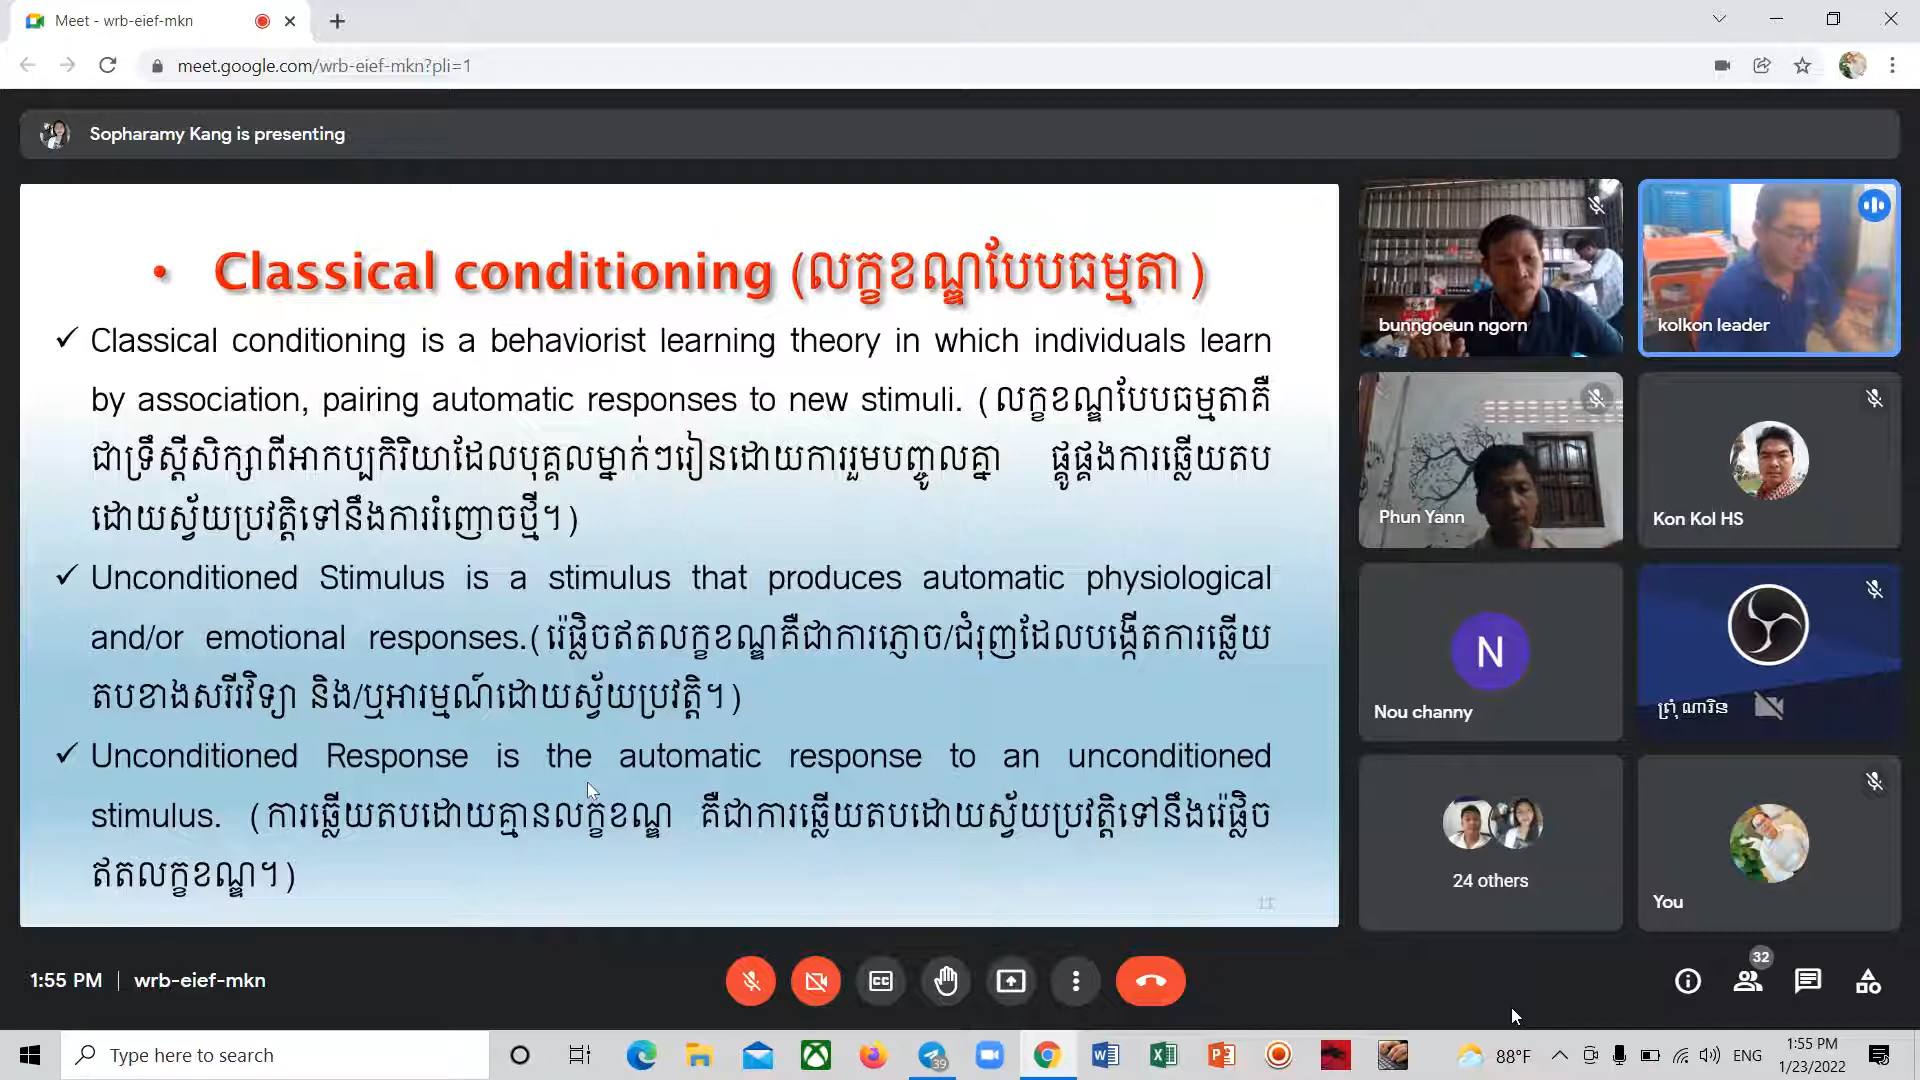 Meet - wrb-eief-mkn
meet.google.com/wrb-eief-mkn?pli=1
Sopharamy Kang is presenting
• Classical conditioning (លក្ខខណ្ឌបែបធម្មតា)
✓ Classical conditioning is a behaviorist learning theory in which individuals learn
by association, pairing automatic responses to new stimuli. (លក្ខខណ្ឌបែបធម្មតាគឺ
ជាទ្រឹស្តីសិក្សាពីអាកប្បកិរិយាដែលបុគ្គលម្នាក់ៗរៀនដោយការរួមបញ្ចូលគ្នា ផ្គូផ្គងការឆ្លើយតប
ដោយស្វ័យប្រវត្តិទៅនឹងការរំញោចថ្មី។)
✓ Unconditioned Stimulus is a stimulus that produces automatic physiological
and/or emotional responses.(រ៉េផ្លិចឥតលក្ខខណ្ឌគឺជាការភ្ញោច/ជំរុញដែលបង្កើតការឆ្លើយ
តបខាងសរីរវិទ្យា និង/ឬអារម្មណ៍ដោយស្វ័យប្រវត្តិ។)
✓ Unconditioned Response is the automatic response to an unconditioned
stimulus. (ការឆ្លើយតបដោយគ្មានលក្ខខណ្ឌ គឺជាការឆ្លើយតបដោយស្វ័យប្រវត្តិទៅនឹងរ៉េផ្លិច
ឥតលក្ខខណ្ឌ។)
bunngoeun ngorn
kolkon leader
Phun Yann
Kon Kol HS
N
Nou channy
ព្រុំ ណារិន
24 others
You
1:55 PM | wrb-eief-mkn
32
Type here to search
39
88°F
ENG
1:55 PM
1/23/2022